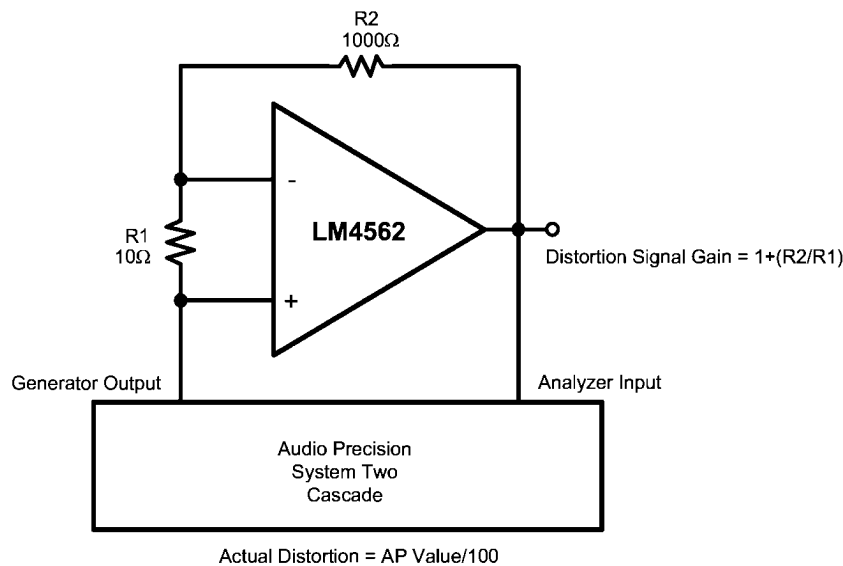 R2
1000Ω
-
R1
10Ω
LM4562
+
Distortion Signal Gain = 1+(R2/R1)
Generator Output
Analyzer Input
Audio Precision
System Two
Cascade
Actual Distortion = AP Value/100